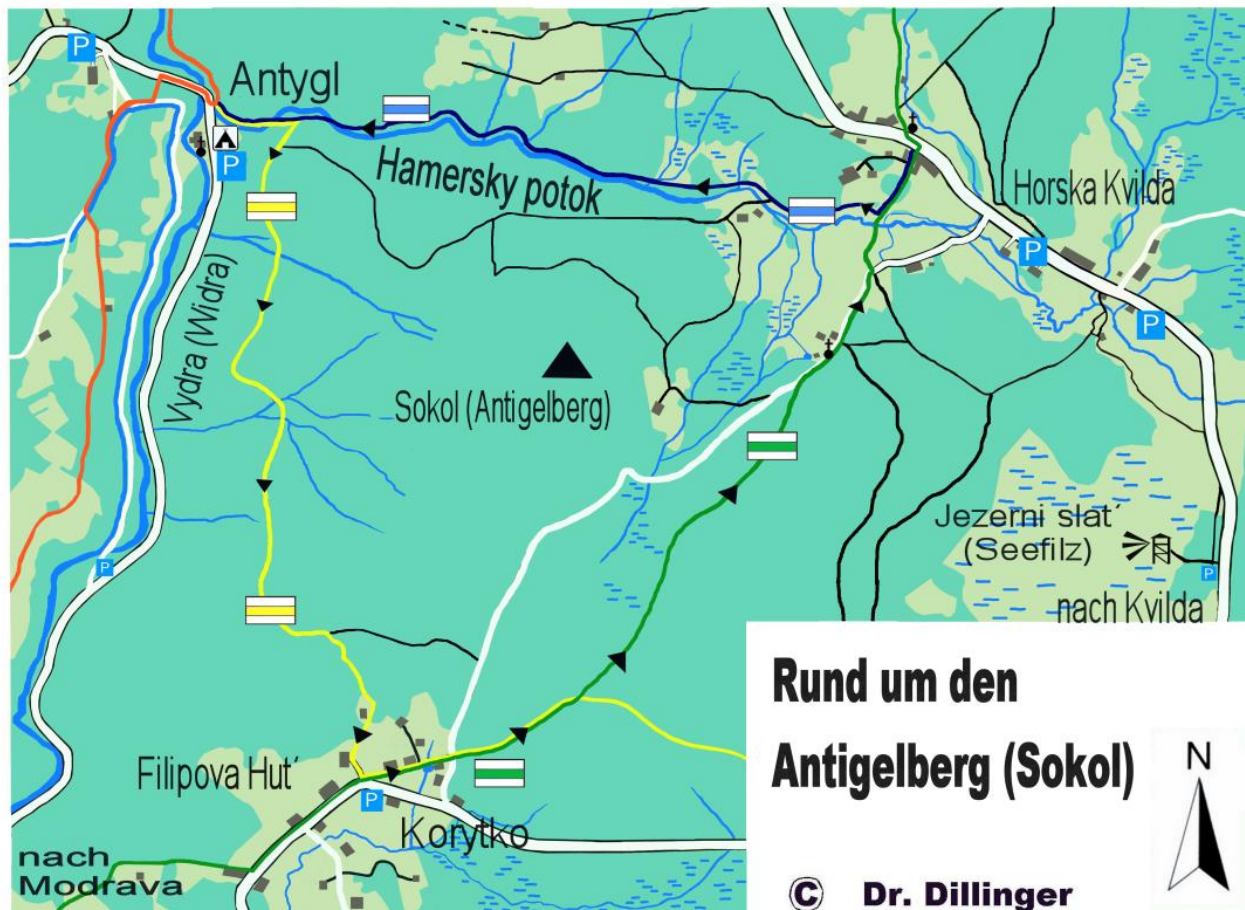 P
Antygl
P
Hamersky potok
Horska Kvilda
P
P
Vydra (Widra)
Sokol (Antigelberg)
Jezerni slat´
(Seefilz)
P
P
nach Kvilda
Filipova Hut´
P
Korytko
nach
Modrava
Rund um den
Antigelberg (Sokol)
N
© Dr. Dillinger